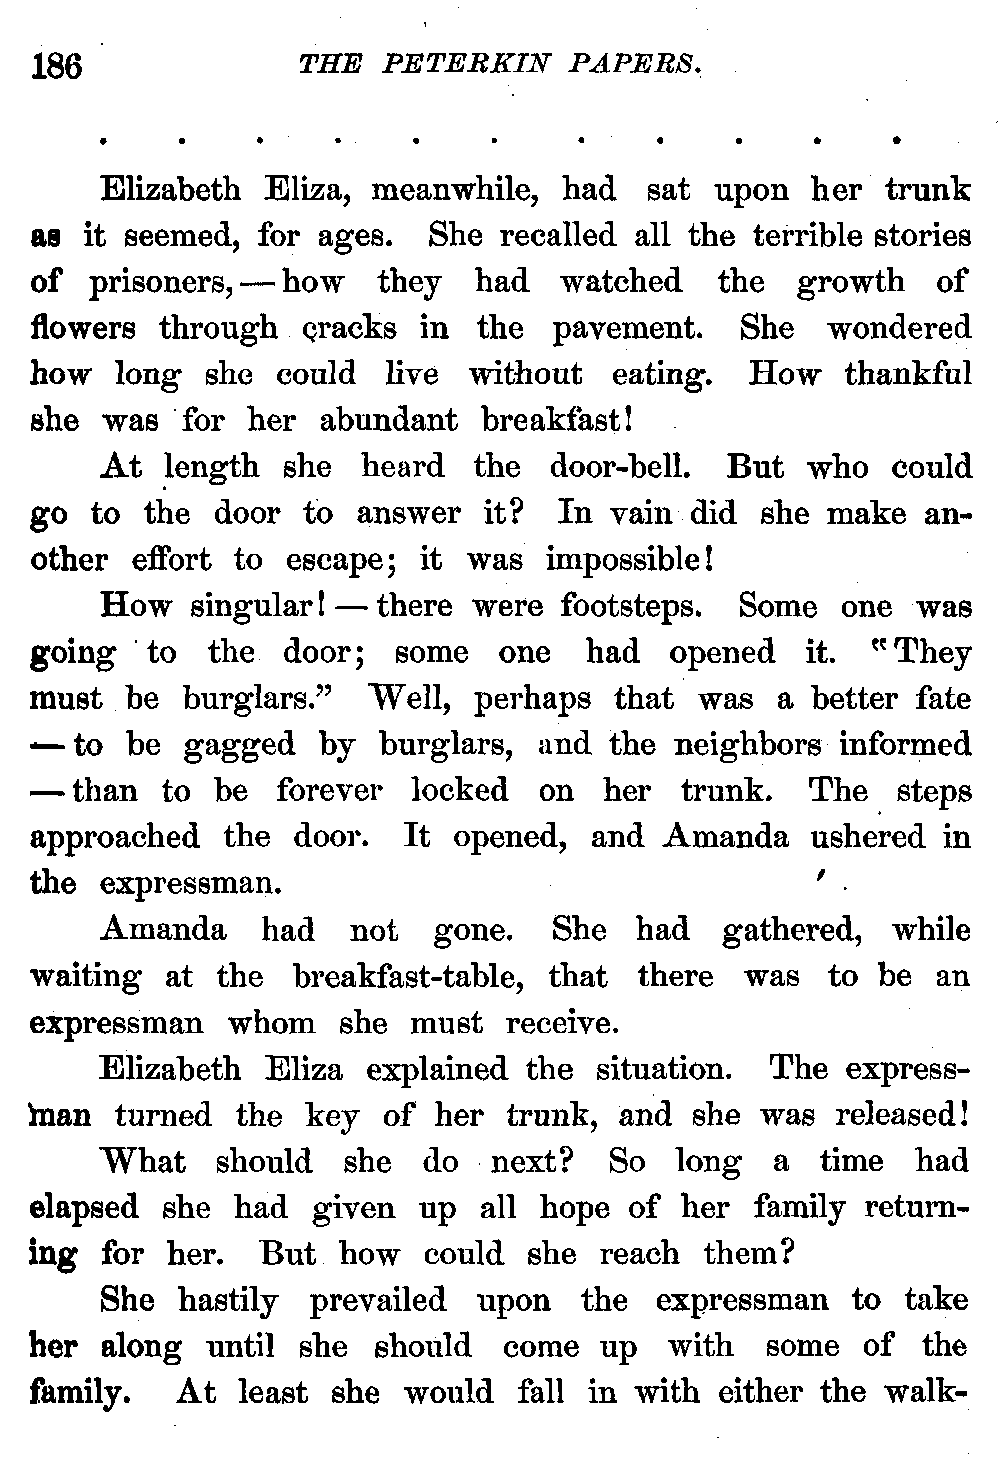 186 THE PETERKIN PAPERS.
. . . . . . . . . . .
Elizabeth Eliza, meanwhile, had sat upon her trunk
as it seemed, for ages. She recalled all the terrible stories
of prisoners, — how they had watched the growth of
flowers through cracks in the pavement. She wondered
how long she could live without eating. How thankful
she was for her abundant breakfast!
At length she heard the door-bell. But who could
go to the door to answer it? In vain did she make an-
other effort to escape; it was impossible!
How singular! — there were footsteps. Some one was
going to the door; some one had opened it. "They
must be burglars." Well, perhaps that was a better fate
— to be gagged by burglars, and the neighbors informed
— than to be forever locked on her trunk. The steps
approached the door. It opened, and Amanda ushered in
the expressman.
Amanda had not gone. She had gathered, while
waiting at the breakfast-table, that there was to be an
expressman whom she must receive.
Elizabeth Eliza explained the situation. The express-
man turned the key of her trunk, and she was released!
What should she do next? So long a time had
elapsed she had given up all hope of her family return-
ing for her. But how could she reach them?
She hastily prevailed upon the expressman to take
her along until she should come up with some of the
family. At least she would fall in with either the walk-